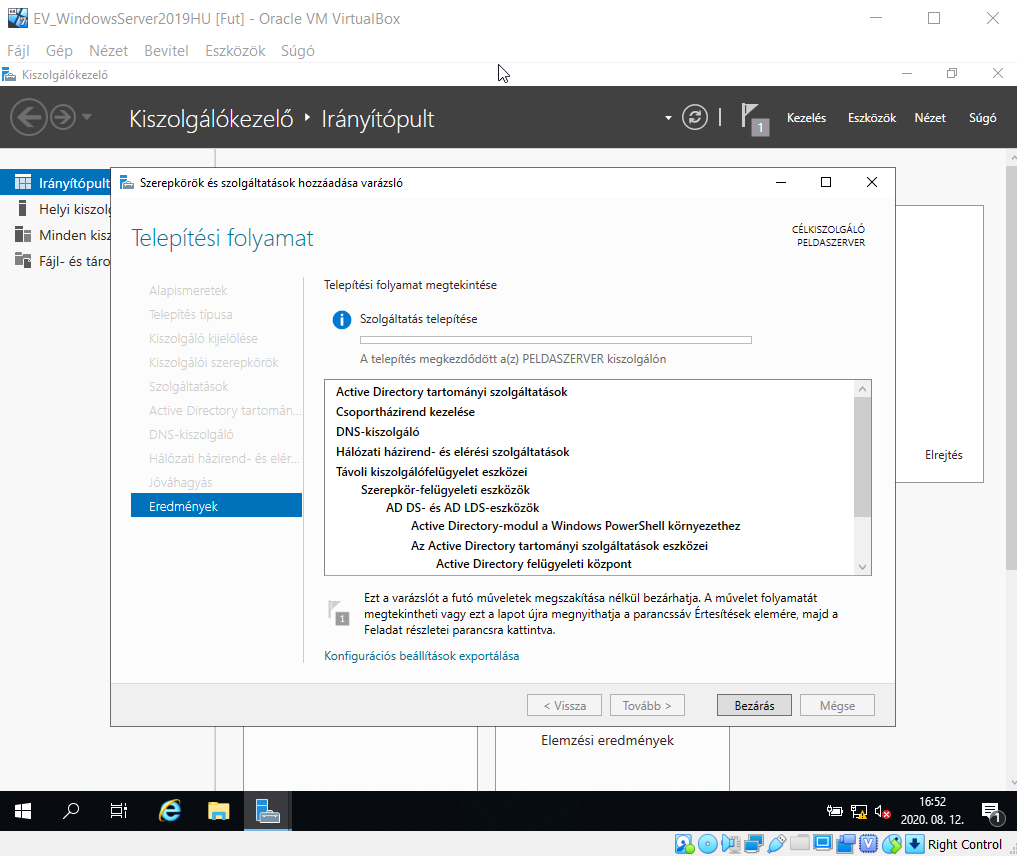 EV_WindowsServer2019HU [Fut] - Oracle VM VirtualBox
Fájl Gép Nézet Bevitel Eszközök Súgó
Kiszolgálókezelő
Kiszolgálókezelő Irányítópult
1
Kezelés Eszközök Nézet Súgó
Irányítópult
Helyi kiszolg
Minden kisz
Fájl- és táro
Szerepkörök és szolgáltatások hozzáadása varázsló
Telepítési folyamat
CÉLKISZOLGÁLÓ
PELDASZERVER
Alapismeretek
Telepítés típusa
Kiszolgáló kijelölése
Kiszolgálói szerepkörök
Szolgáltatások
Active Directory tartomán...
DNS-kiszolgáló
Hálózati házirend- és elér...
Jóváhagyás
Eredmények
Telepítési folyamat megtekintése
Szolgáltatás telepítése
A telepítés megkezdődött a(z) PELDASZERVER kiszolgálón
Active Directory tartományi szolgáltatások
Csoportházirend kezelése
DNS-kiszolgáló
Hálózati házirend- és elérési szolgáltatások
Távoli kiszolgálófelügyelet eszközei
Szerepkör-felügyeleti eszközök
AD DS- és AD LDS-eszközök
Active Directory-modul a Windows PowerShell környezethez
Az Active Directory tartományi szolgáltatások eszközei
Active Directory felügyeleti központ
1
Ezt a varázslót a futó műveletek megszakítása nélkül bezárhatja. A művelet folyamatát
megtekintheti vagy ezt a lapot újra megnyithatja a parancssáv Értesítések elemére, majd a
Feladat részletei parancsra kattintva.
Konfigurációs beállítások exportálása
< Vissza Tovább > Bezárás Mégse
Elrejtés
Elemzési eredmények
16:52
2020. 08. 12.
1
Right Control